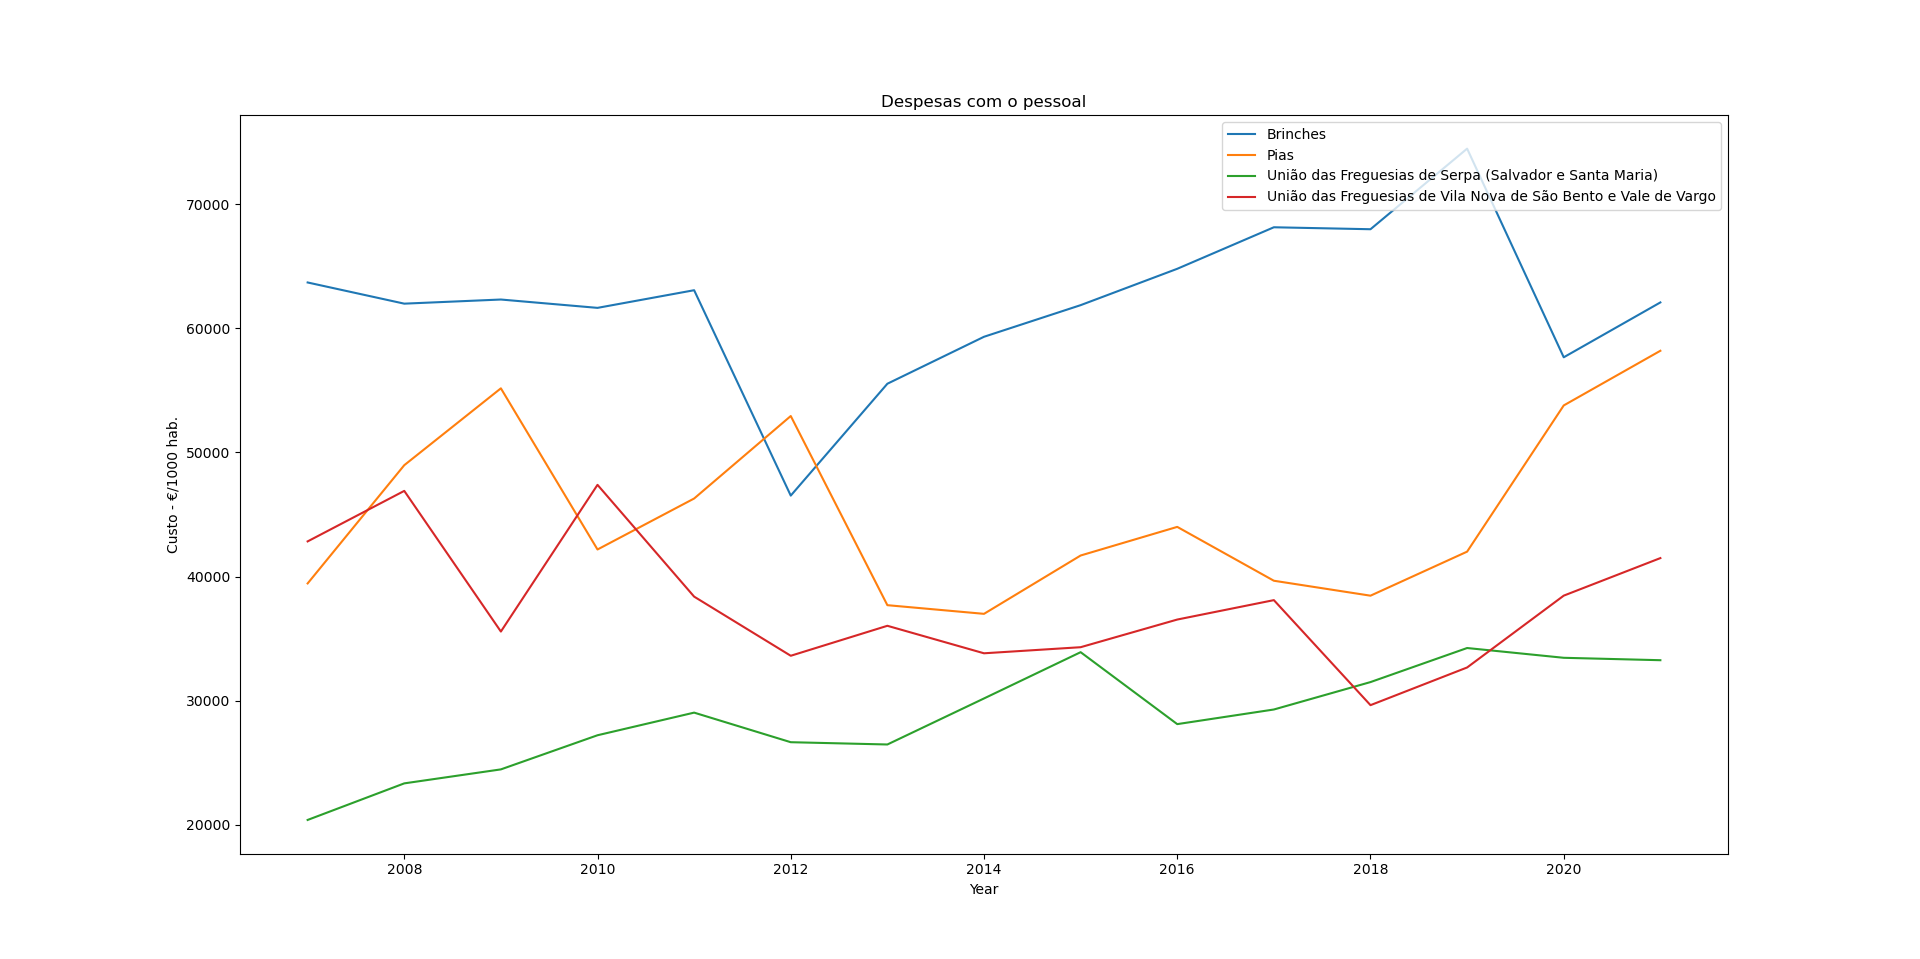 Despesas com o pessoal
Brinches
Pias
União das Freguesias de Serpa (Salvador e Santa Maria)
União das Freguesias de Vila Nova de São Bento e Vale de Vargo
70000
60000
50000
40000
30000
20000
Custo - €/1000 hab.
2008 2010 2012 2014 2016 2018 2020
Year